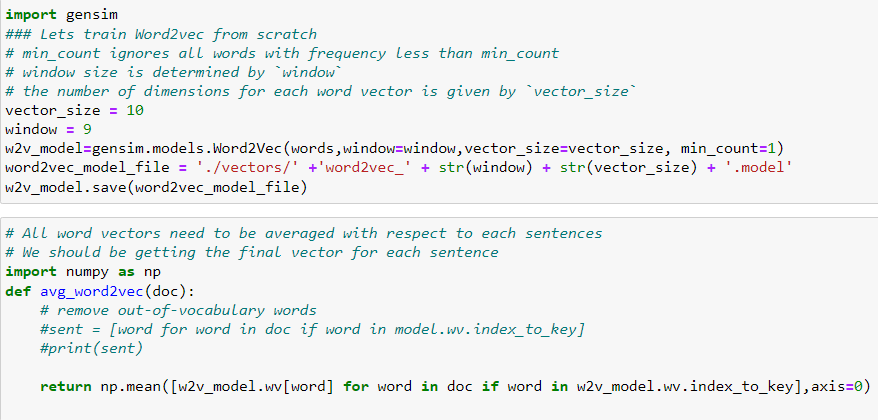 import gensim
### Lets train Word2vec from scratch
# min_count ignores all words with frequency less than min_count
# window size is determined by `window`
# the number of dimensions for each word vector is given by `vector_size`
vector_size = 10
window = 9
w2v_model=gensim.models.Word2Vec(words,window=window,vector_size=vector_size, min_count=1)
word2vec_model_file = './vectors/' +'word2vec_' + str(window) + str(vector_size) + '.model'
w2v_model.save(word2vec_model_file)
# All word vectors need to be averaged with respect to each sentences
# We should be getting the final vector for each sentence
import numpy as np
def avg_word2vec(doc):
    # remove out-of-vocabulary words
    #sent = [word for word in doc if word in model.wv.index_to_key]
    #print(sent)
    return np.mean([w2v_model.wv[word] for word in doc if word in w2v_model.wv.index_to_key],axis=0)